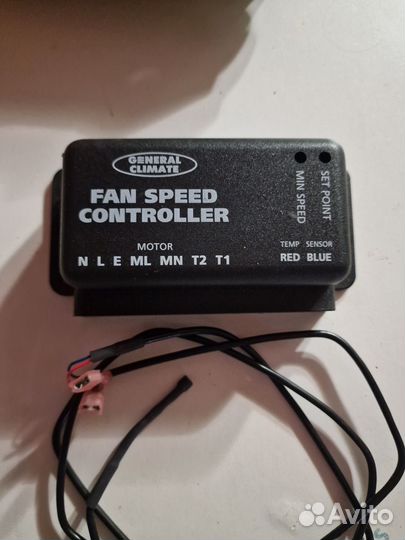 GENERAL
CLIMATE
FAN SPEED
CONTROLLER
MIN SPEED
SET POINT
MOTOR
N L E ML MN T2 T1
TEMP SENSOR
RED BLUE
Avito